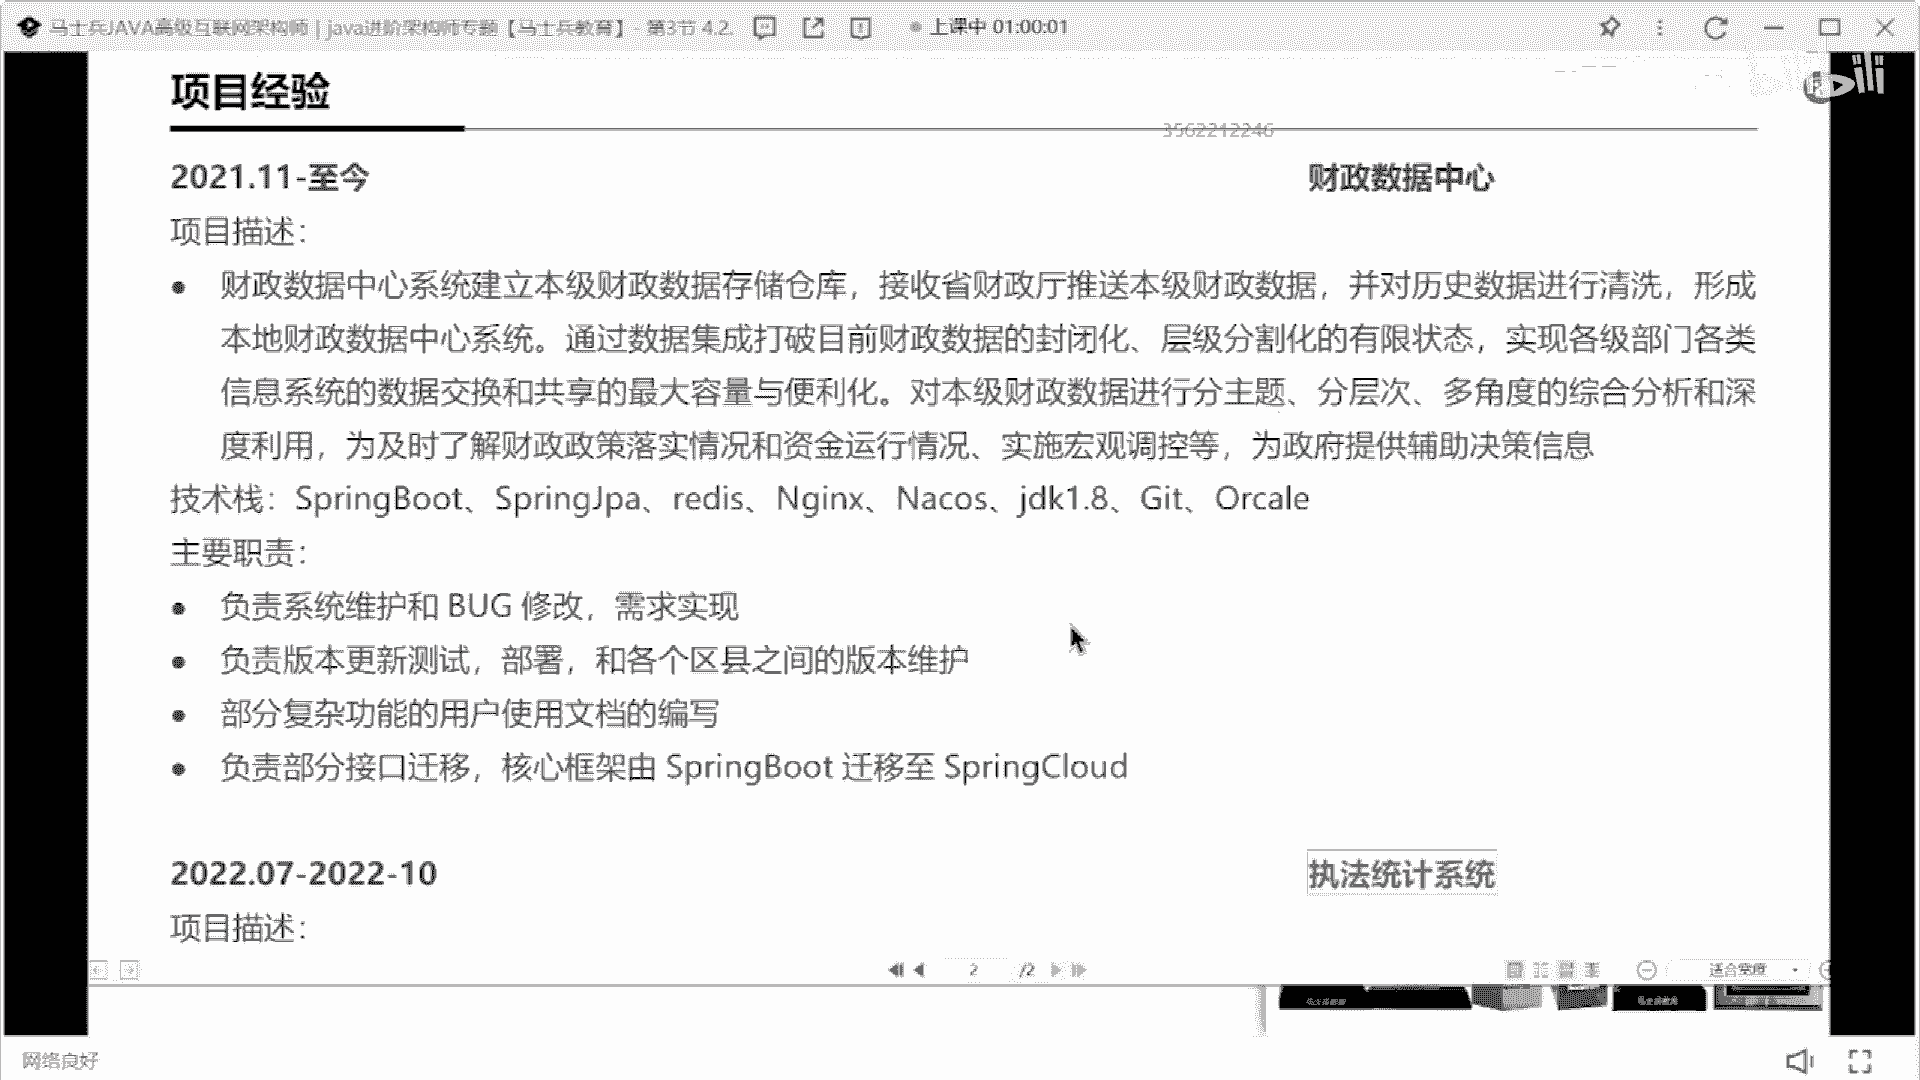 马士兵JAVA高级互联网架构师 | java进阶架构师专题【马士兵教育】 - 第3节 4.2.
上课中 01:00:01
bilibili
项目经验
3562212246
2021.11-至今 财政数据中心
项目描述：
● 财政数据中心系统建立本级财政数据存储仓库，接收省财政厅推送本级财政数据，并对历史数据进行清洗，形成
本地财政数据中心系统。通过数据集成打破目前财政数据的封闭化、层级分割化的有限状态，实现各级部门各类
信息系统的数据交换和共享的最大容量与便利化。对本级财政数据进行分主题、分层次、多角度的综合分析和深
度利用，为及时了解财政政策落实情况和资金运行情况、实施宏观调控等，为政府提供辅助决策信息
技术栈：SpringBoot、SpringJpa、redis、Nginx、Nacos、jdk1.8、Git、Orcale
主要职责：
● 负责系统维护和 BUG 修改，需求实现
● 负责版本更新测试，部署，和各个区县之间的版本维护
● 部分复杂功能的用户使用文档的编写
● 负责部分接口迁移，核心框架由 SpringBoot 迁移至 SpringCloud
2022.07-2022-10 执法统计系统
项目描述：
2 /2 适合宽度
网络良好